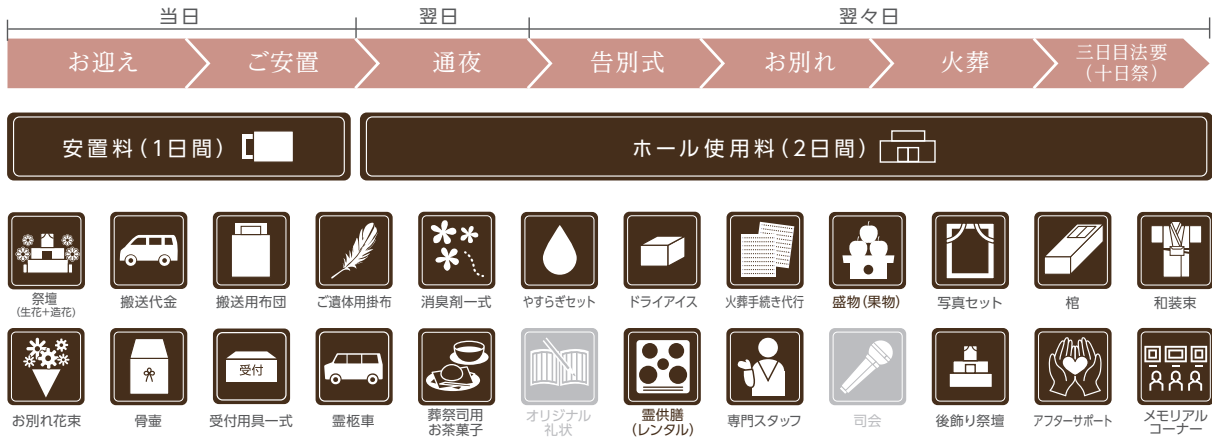 当日
翌日
翌々日
お迎え
ご安置
通夜
告別式
お別れ
火葬
三日目法要
（十日祭）
安置料（1日間）
ホール使用料（2日間）
祭壇
（生花+造花）
搬送代金
搬送用布団
ご遺体用掛布
消臭剤一式
やすらぎセット
ドライアイス
火葬手続き代行
盛物（果物）
写真セット
棺
和装束
お別れ花束
骨壷
受付
受付用具一式
霊柩車
葬祭司用
お茶菓子
オリジナル
礼状
霊供膳
（レンタル）
専門スタッフ
司会
後飾り祭壇
アフターサポート
メモリアル
コーナー